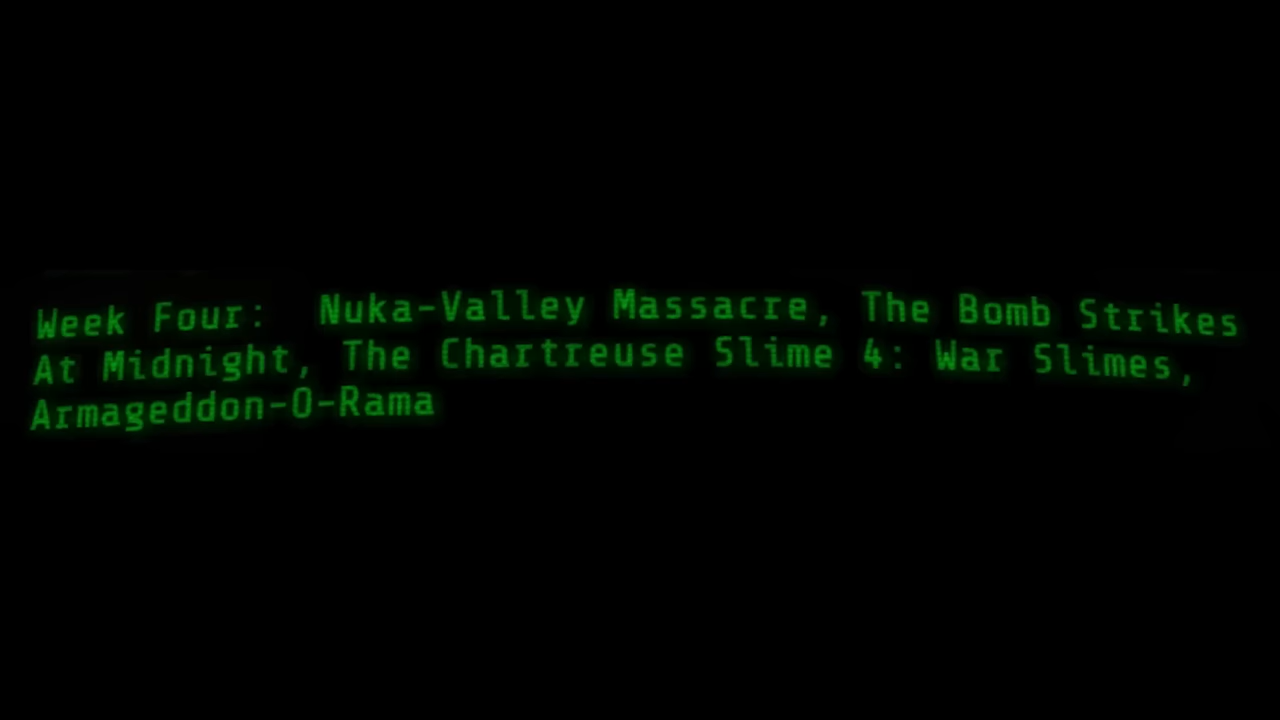 Week Four:  Nuka-Valley Massacre, The Bomb Strikes
At Midnight, The Chartreuse Slime 4: War Slimes,
Armageddon-O-Rama